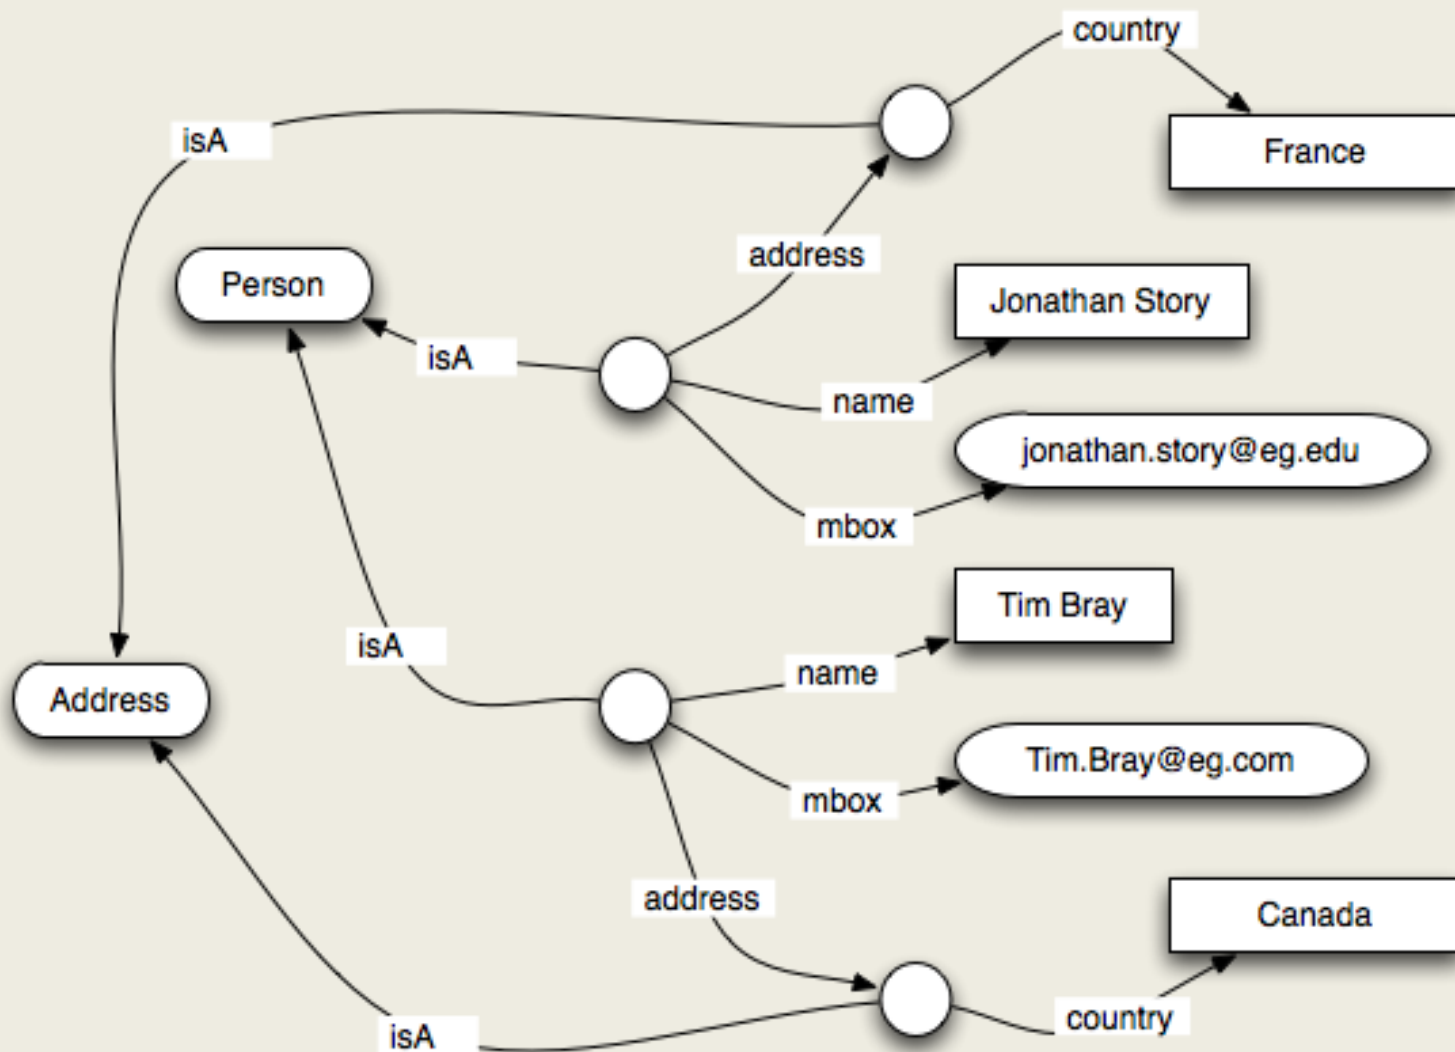 country
isA
France
address
Person
Jonathan Story
isA
name
jonathan.story@eg.edu
mbox
Tim Bray
isA
name
Address
Tim.Bray@eg.com
mbox
address
Canada
country
isA